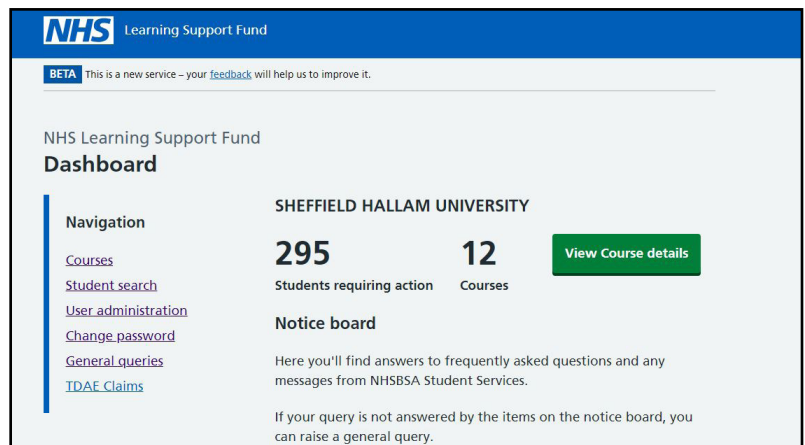 NHS Learning Support Fund
BETA This is a new service – your feedback will help us to improve it.
NHS Learning Support Fund
Dashboard
Navigation
Courses
Student search
User administration
Change password
General queries
TDAE Claims
SHEFFIELD HALLAM UNIVERSITY
295
Students requiring action
12
Courses
View Course details
Notice board
Here you'll find answers to frequently asked questions and any
messages from NHSBSA Student Services.
If your query is not answered by the items on the notice board, you
can raise a general query.